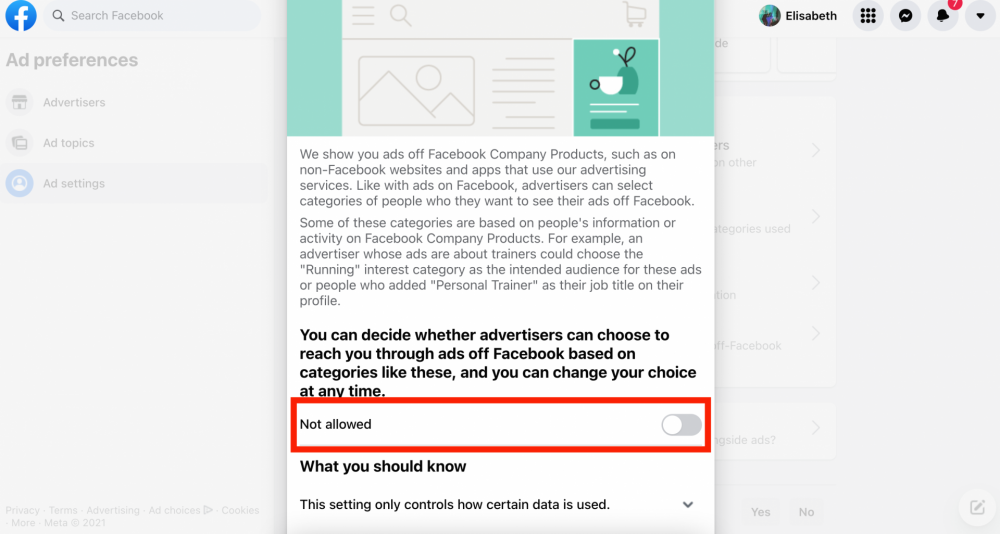 Search Facebook
Elisabeth
7
Ad preferences
Advertisers
Ad topics
Ad settings
We show you ads off Facebook Company Products, such as on
non-Facebook websites and apps that use our advertising
services. Like with ads on Facebook, advertisers can select
categories of people who they want to see their ads off Facebook.
Some of these categories are based on people's information or
activity on Facebook Company Products. For example, an
advertiser whose ads are about trainers could choose the
"Running" interest category as the intended audience for these ads
or people who added "Personal Trainer" as their job title on their
profile.
You can decide whether advertisers can choose to
reach you through ads off Facebook based on
categories like these, and you can change your choice
at any time.
Not allowed
What you should know
This setting only controls how certain data is used.
de
ers
on other
ategories used
tion
off-Facebook
ngside ads?
Yes
No
Privacy · Terms · Advertising · Ad choices · Cookies
· More · Meta © 2021